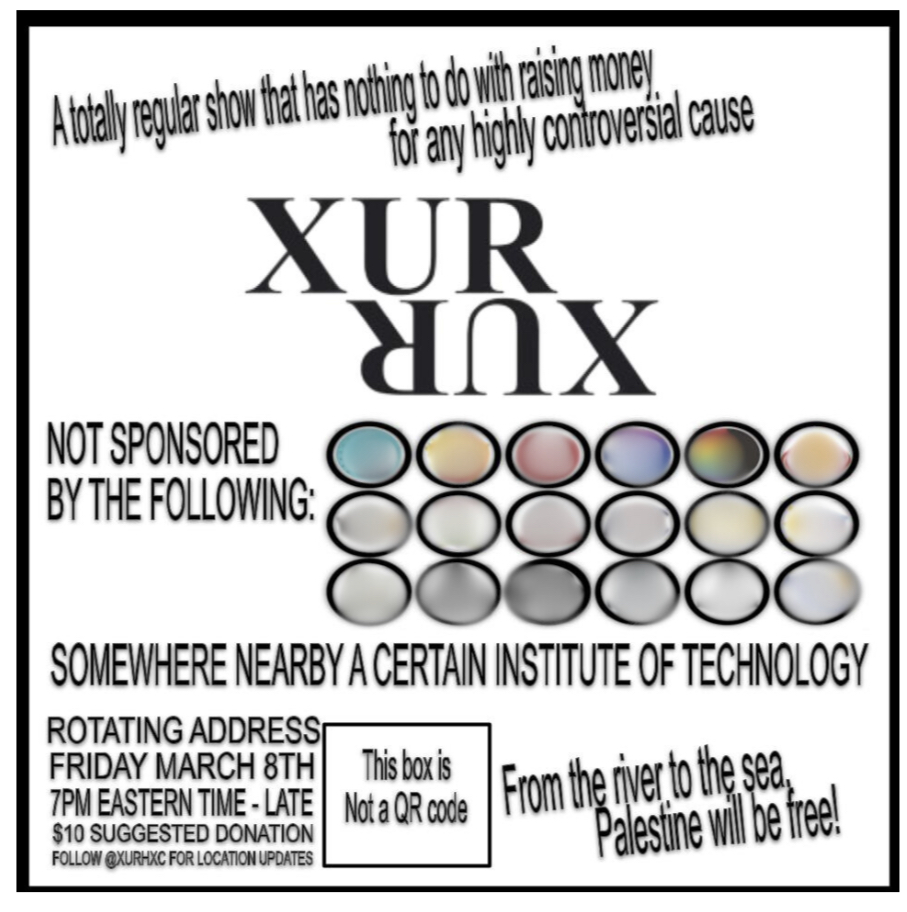 A totally regular show that has nothing to do with raising money
for any highly controversial cause
XUR
XUR
NOT SPONSORED
BY THE FOLLOWING:
SOMEWHERE NEARBY A CERTAIN INSTITUTE OF TECHNOLOGY
ROTATING ADDRESS
FRIDAY MARCH 8TH
7PM EASTERN TIME - LATE
$10 SUGGESTED DONATION
FOLLOW @XURHXC FOR LOCATION UPDATES
This box is
Not a QR code
From the river to the sea,
Palestine will be free!